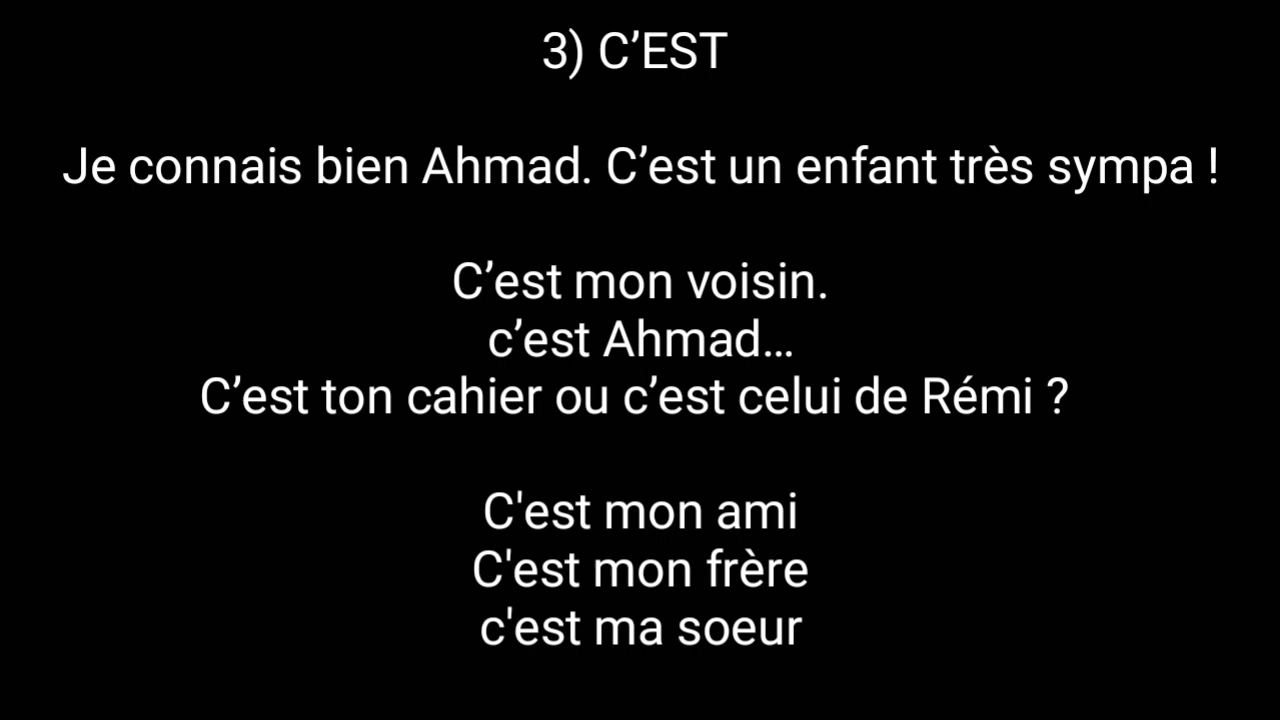 3) C’EST
Je connais bien Ahmad. C’est un enfant très sympa !
C’est mon voisin.
c’est Ahmad…
C’est ton cahier ou c’est celui de Rémi ?
C'est mon ami
C'est mon frère
c'est ma soeur